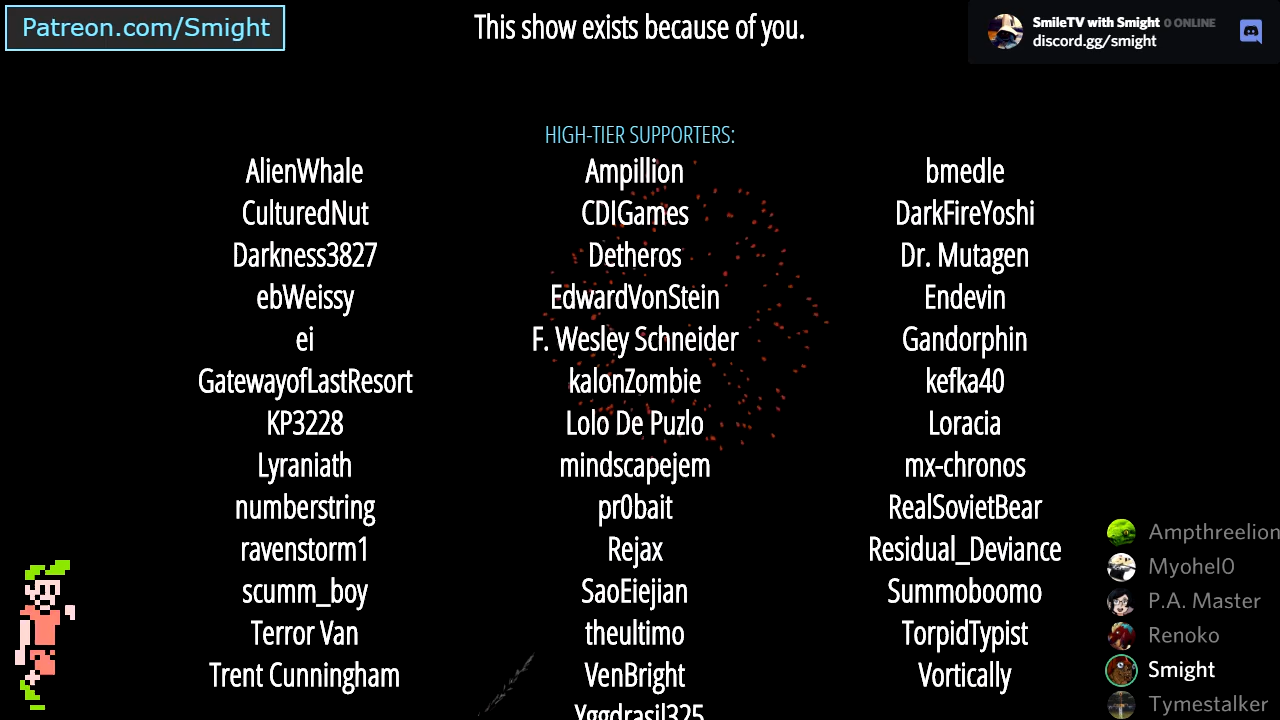 Patreon.com/Smight
This show exists because of you.
SmileTV with Smight 0 ONLINE
discord.gg/smight
HIGH-TIER SUPPORTERS:
AlienWhale Ampillion bmedle
CulturedNut CDIGames DarkFireYoshi
Darkness3827 Detheros Dr. Mutagen
ebWeissy EdwardVonStein Endevin
ei F. Wesley Schneider Gandorphin
GatewayofLastResort kalonZombie kefka40
KP3228 Lolo De Puzlo Loracia
Lyraniath mindscapejem mx-chronos
numberstring pr0bait RealSovietBear
ravenstorm1 Rejax Residual_Deviance
scumm_boy SaoEiejian Summoboomo
Terror Van theultimo TorpidTypist
Trent Cunningham VenBright Vortically
Yggdrasil325
Ampthreelion
Myohel0
P.A. Master
Renoko
Smight
Tymestalker